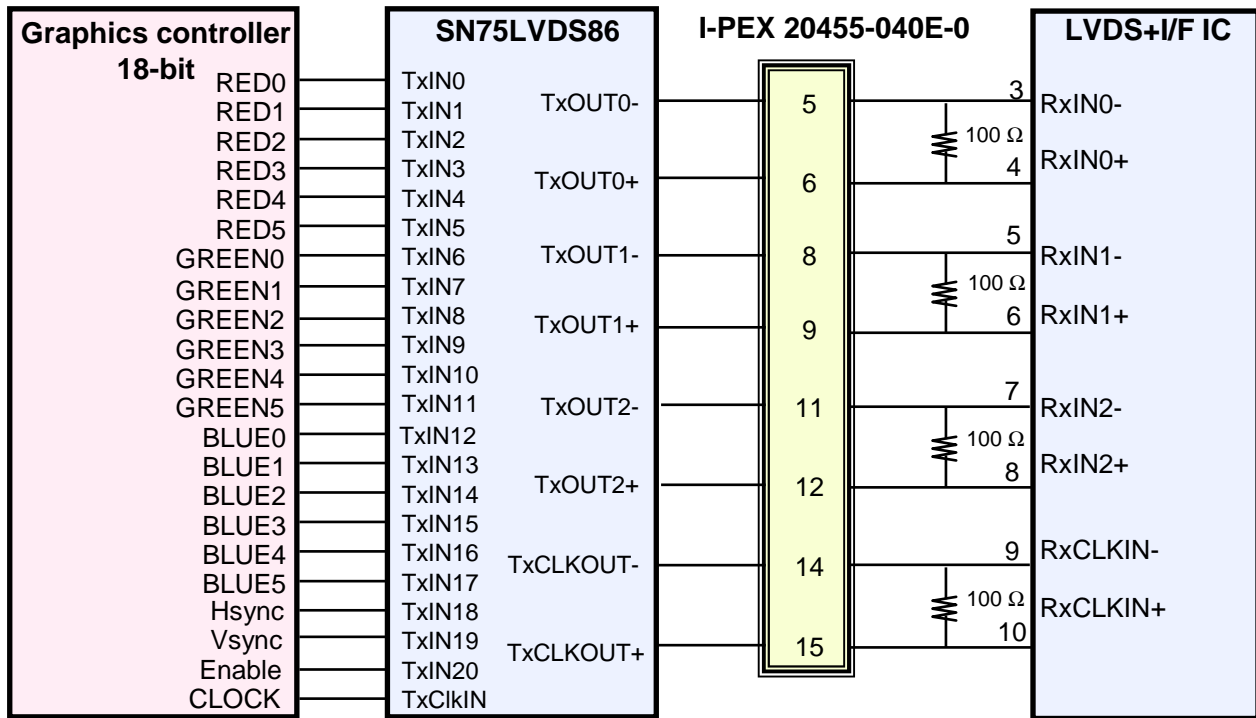 Graphics controller
18-bit
RED0
RED1
RED2
RED3
RED4
RED5
GREEN0
GREEN1
GREEN2
GREEN3
GREEN4
GREEN5
BLUE0
BLUE1
BLUE2
BLUE3
BLUE4
BLUE5
Hsync
Vsync
Enable
CLOCK
SN75LVDS86
TxIN0
TxIN1
TxIN2
TxIN3
TxIN4
TxIN5
TxIN6
TxIN7
TxIN8
TxIN9
TxIN10
TxIN11
TxIN12
TxIN13
TxIN14
TxIN15
TxIN16
TxIN17
TxIN18
TxIN19
TxIN20
TxClkIN
TxOUT0-
TxOUT0+
TxOUT1-
TxOUT1+
TxOUT2-
TxOUT2+
TxCLKOUT-
TxCLKOUT+
I-PEX 20455-040E-0
5
6
8
9
11
12
14
15
3
100 Ω
4
5
100 Ω
6
7
100 Ω
8
9
100 Ω
10
LVDS+I/F IC
RxIN0-
RxIN0+
RxIN1-
RxIN1+
RxIN2-
RxIN2+
RxCLKIN-
RxCLKIN+